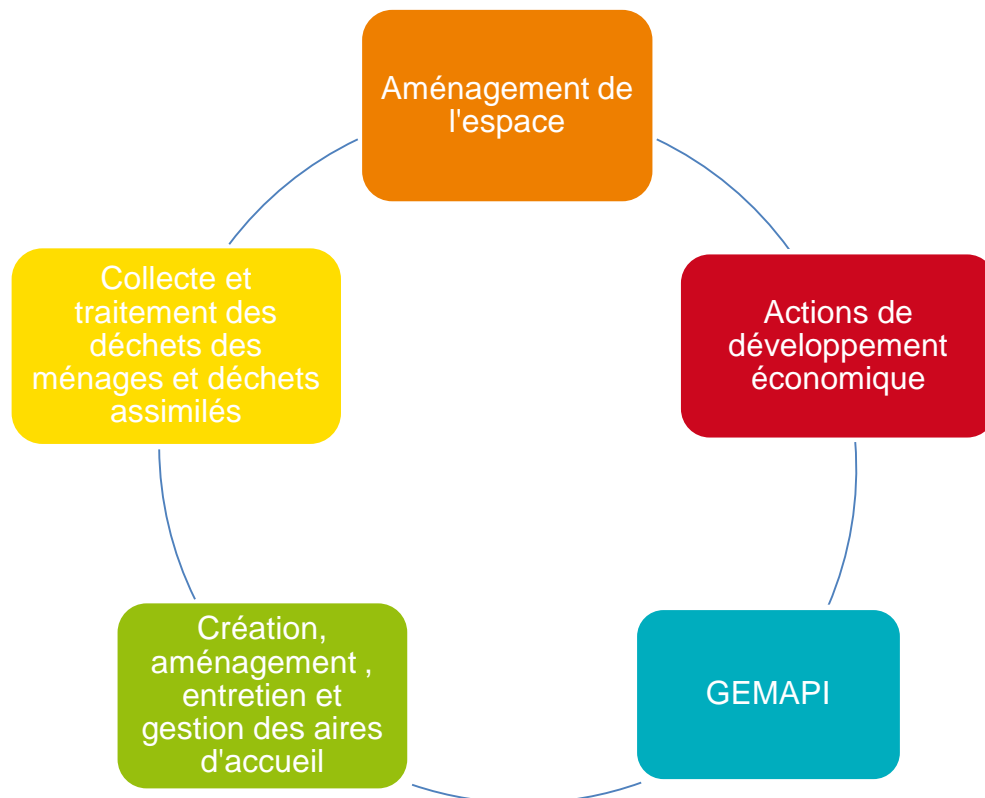 Aménagement de
l'espace
Actions de
développement
économique
GEMAPI
Création,
aménagement ,
entretien et
gestion des aires
d'accueil
Collecte et
traitement des
déchets des
ménages et déchets
assimilés